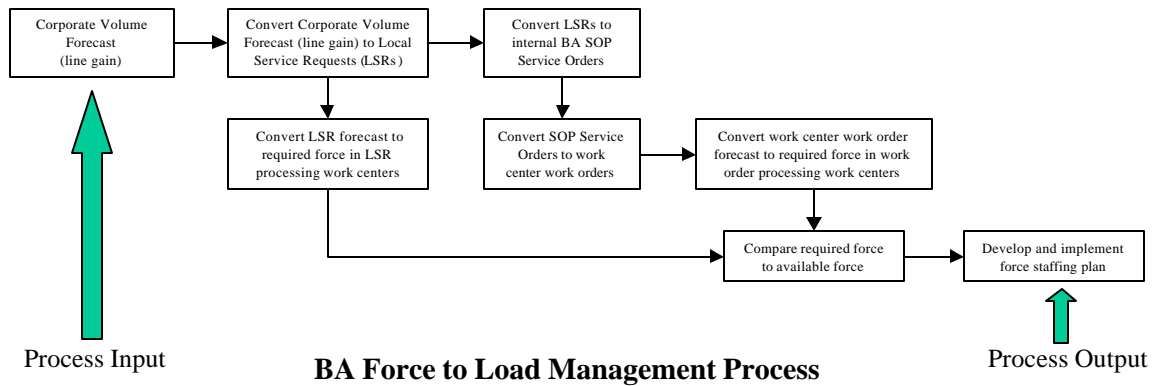 Corporate Volume
Forecast
(line gain)
Convert Corporate Volume
Forecast (line gain) to Local
Service Requests (LSRs)
Convert LSRs to
internal BA SOP
Service Orders
Convert LSR forecast to
required force in LSR
processing work centers
Convert SOP Service
Orders to work
center work orders
Convert work center work order
forecast to required force in work
order processing work centers
Compare required force
to available force
Develop and implement
force staffing plan
Process Input
BA Force to Load Management Process
Process Output